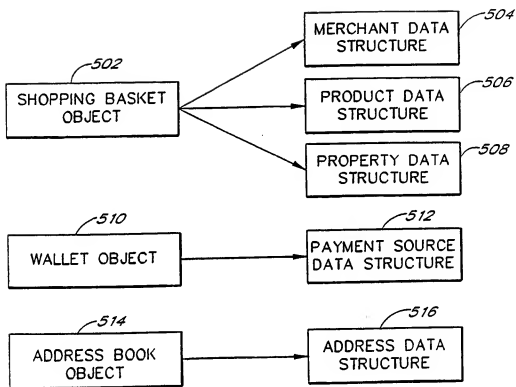 504
MERCHANT DATA
STRUCTURE
502
SHOPPING BASKET
OBJECT
506
PRODUCT DATA
STRUCTURE
508
PROPERTY DATA
STRUCTURE
510
WALLET OBJECT
512
PAYMENT SOURCE
DATA STRUCTURE
514
ADDRESS BOOK
OBJECT
516
ADDRESS DATA
STRUCTURE